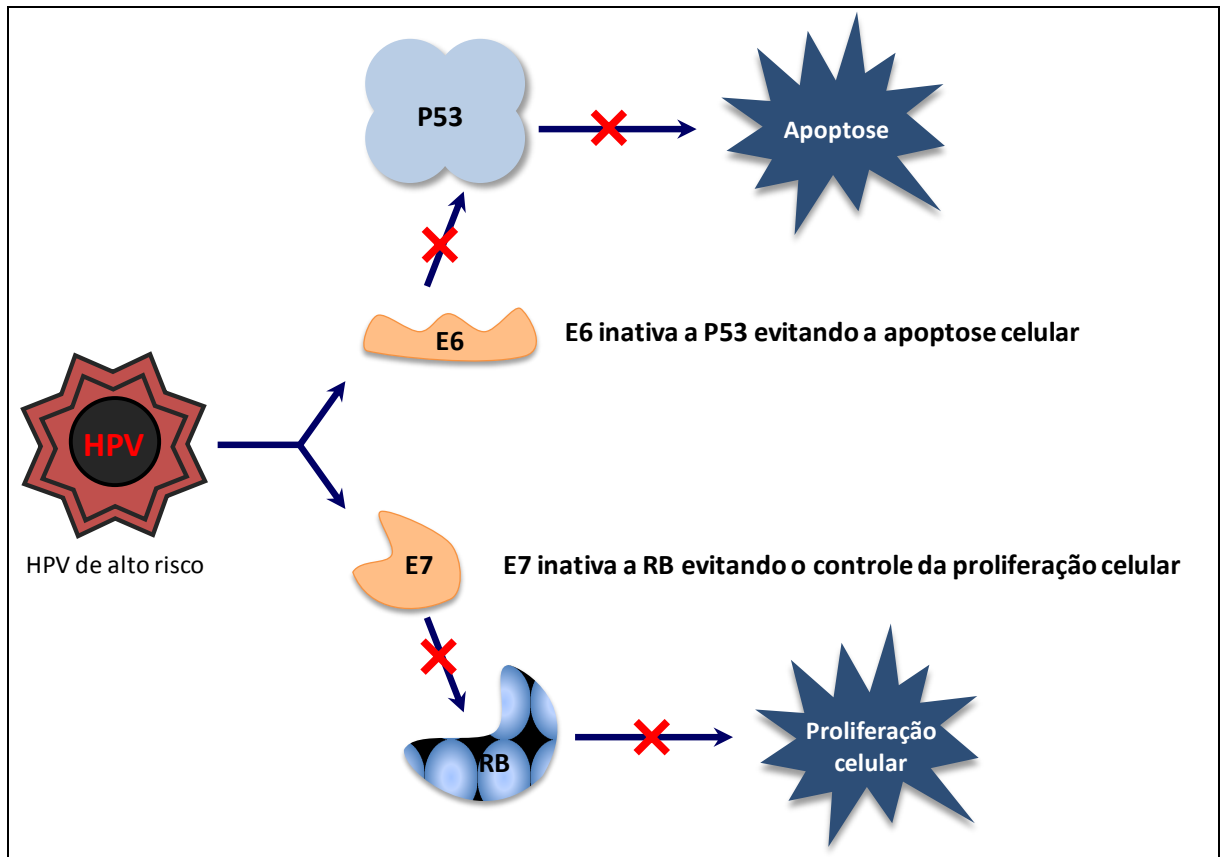 P53
Apoptose
E6
E6 inativa a P53 evitando a apoptose celular
HPV
HPV de alto risco
E7
E7 inativa a RB evitando o controle da proliferação celular
RB
Proliferação
celular